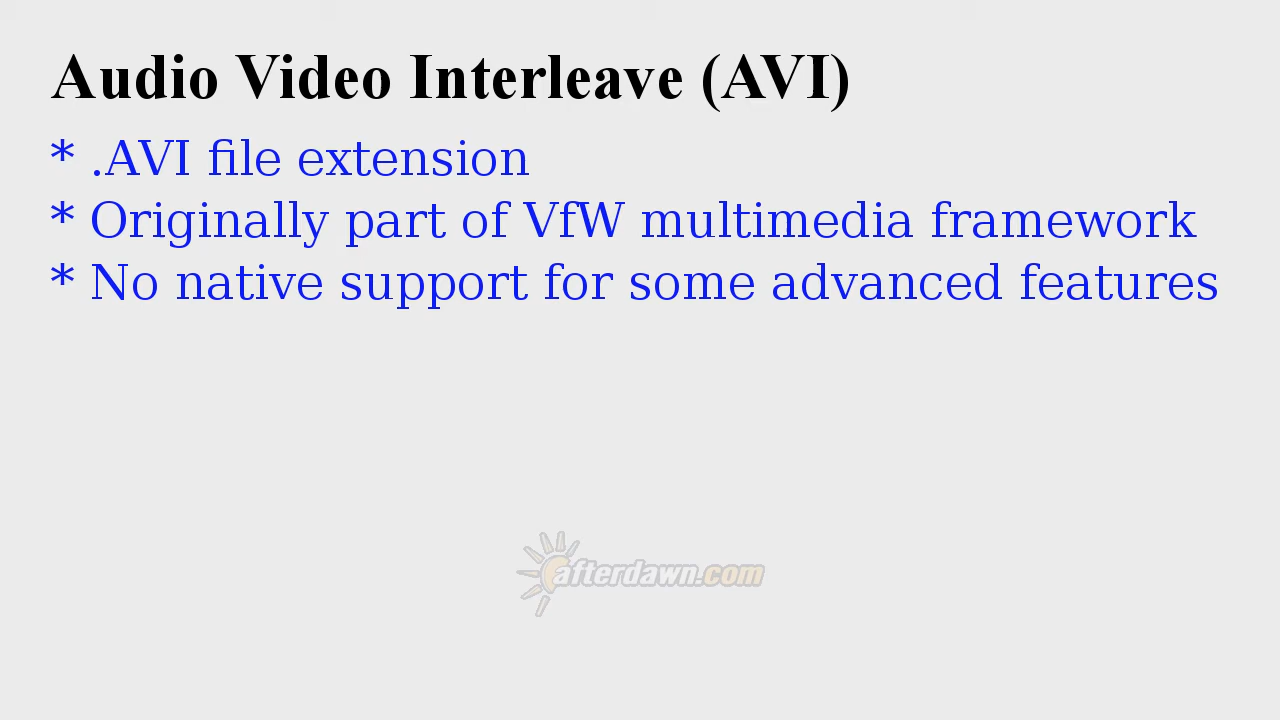 Audio Video Interleave (AVI)
* .AVI file extension
* Originally part of VfW multimedia framework
* No native support for some advanced features
afterdawn.com